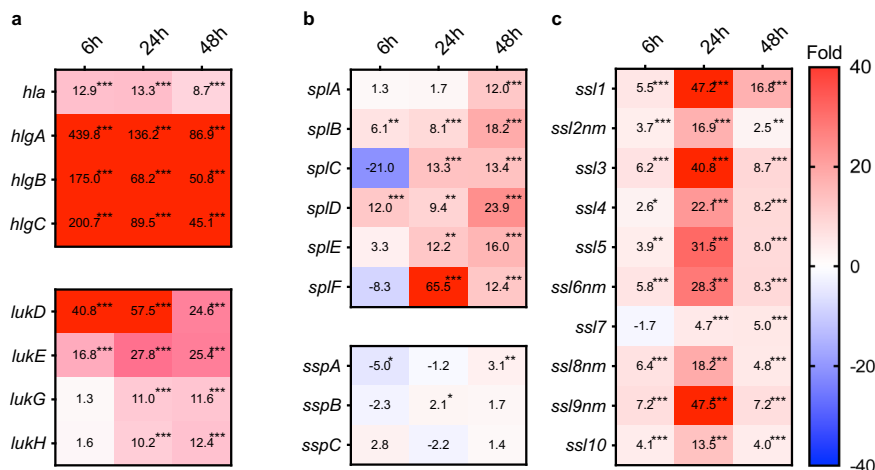 a
6h 24h 48h
hla 12.9*** 13.3*** 8.7***
hlgA 439.8*** 136.2*** 86.9***
hlgB 175.0*** 68.2*** 50.8***
hlgC 200.7*** 89.5*** 45.1***
lukD 40.8*** 57.5*** 24.6***
lukE 16.8*** 27.8*** 25.4***
lukG 1.3 11.0*** 11.6***
lukH 1.6 10.2*** 12.4***
b
6h 24h 48h
splA 1.3 1.7 12.0***
splB 6.1** 8.1*** 18.2***
splC -21.0 13.3*** 13.4***
splD 12.0*** 9.4** 23.9***
splE 3.3 12.2** 16.0***
splF -8.3 65.5*** 12.4***
sspA -5.0* -1.2 3.1**
sspB -2.3 2.1* 1.7
sspC 2.8 -2.2 1.4
c
6h 24h 48h
ssl1 5.5*** 47.2*** 16.8***
ssl2nm 3.7*** 16.9*** 2.5**
ssl3 6.2*** 40.8*** 8.7***
ssl4 2.6* 22.1*** 8.2***
ssl5 3.9** 31.5*** 8.0***
ssl6nm 5.8*** 28.3*** 8.3***
ssl7 -1.7 4.7*** 5.0***
ssl8nm 6.4*** 18.2*** 4.8***
ssl9nm 7.2*** 47.5*** 7.2***
ssl10 4.1*** 13.5*** 4.0***
Fold
40
20
0
-20
-40